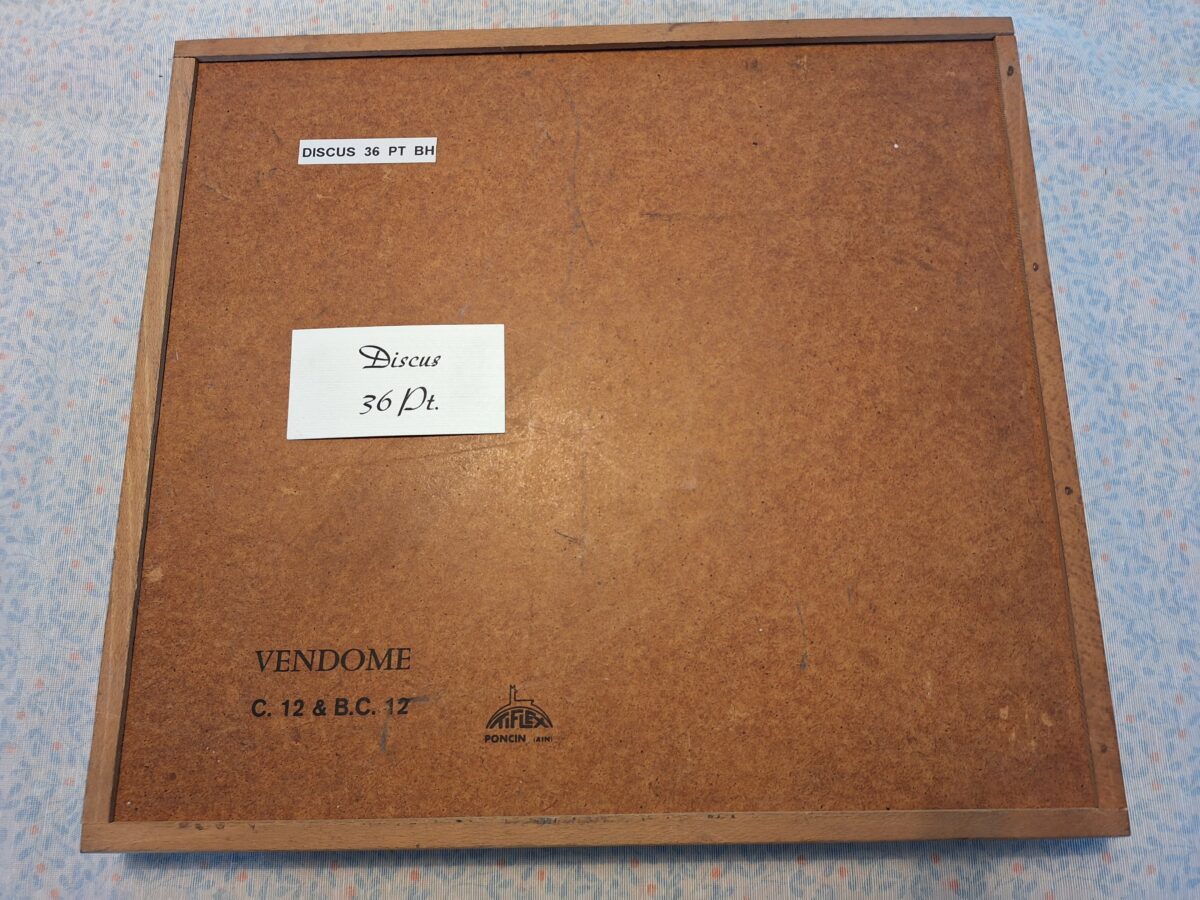 DISCUS 36 PT BH
Discus
36 Pt.
VENDOME
C. 12 & B.C. 12
TIFLEX
PONCIN (AIN)